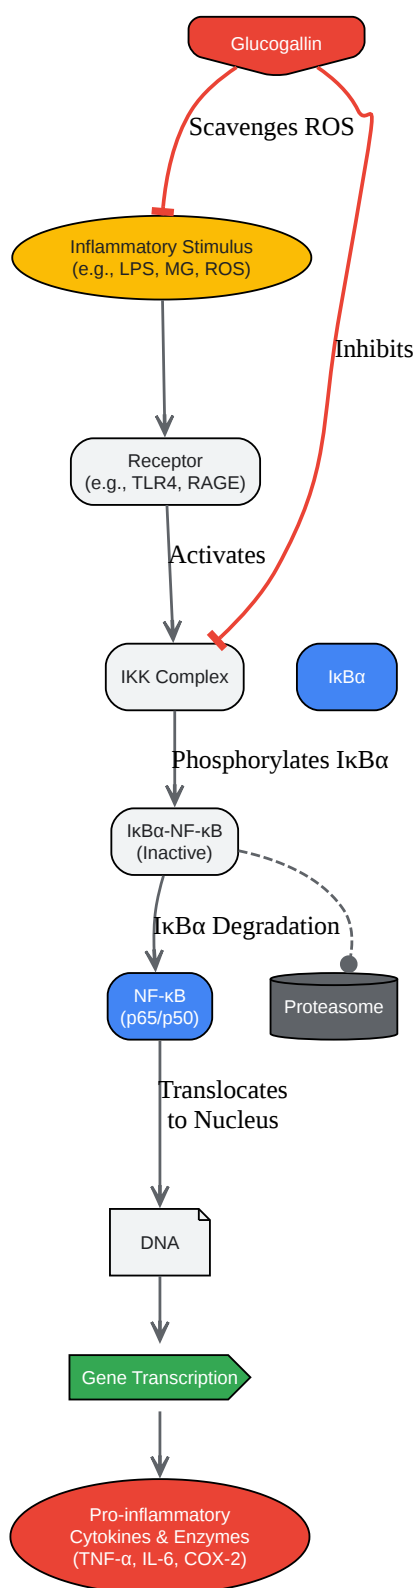 Glucogallin
Scavenges ROS
Inflammatory Stimulus
(e.g., LPS, MG, ROS)
Inhibits
Receptor
(e.g., TLR4, RAGE)
Activates
IKK Complex
IκBα
Phosphorylates IκBα
IκBα-NF-κB
(Inactive)
IκBα Degradation
NF-κB
(p65/p50)
Proteasome
Translocates
to Nucleus
DNA
Gene Transcription
Pro-inflammatory
Cytokines & Enzymes
(TNF-α, IL-6, COX-2)